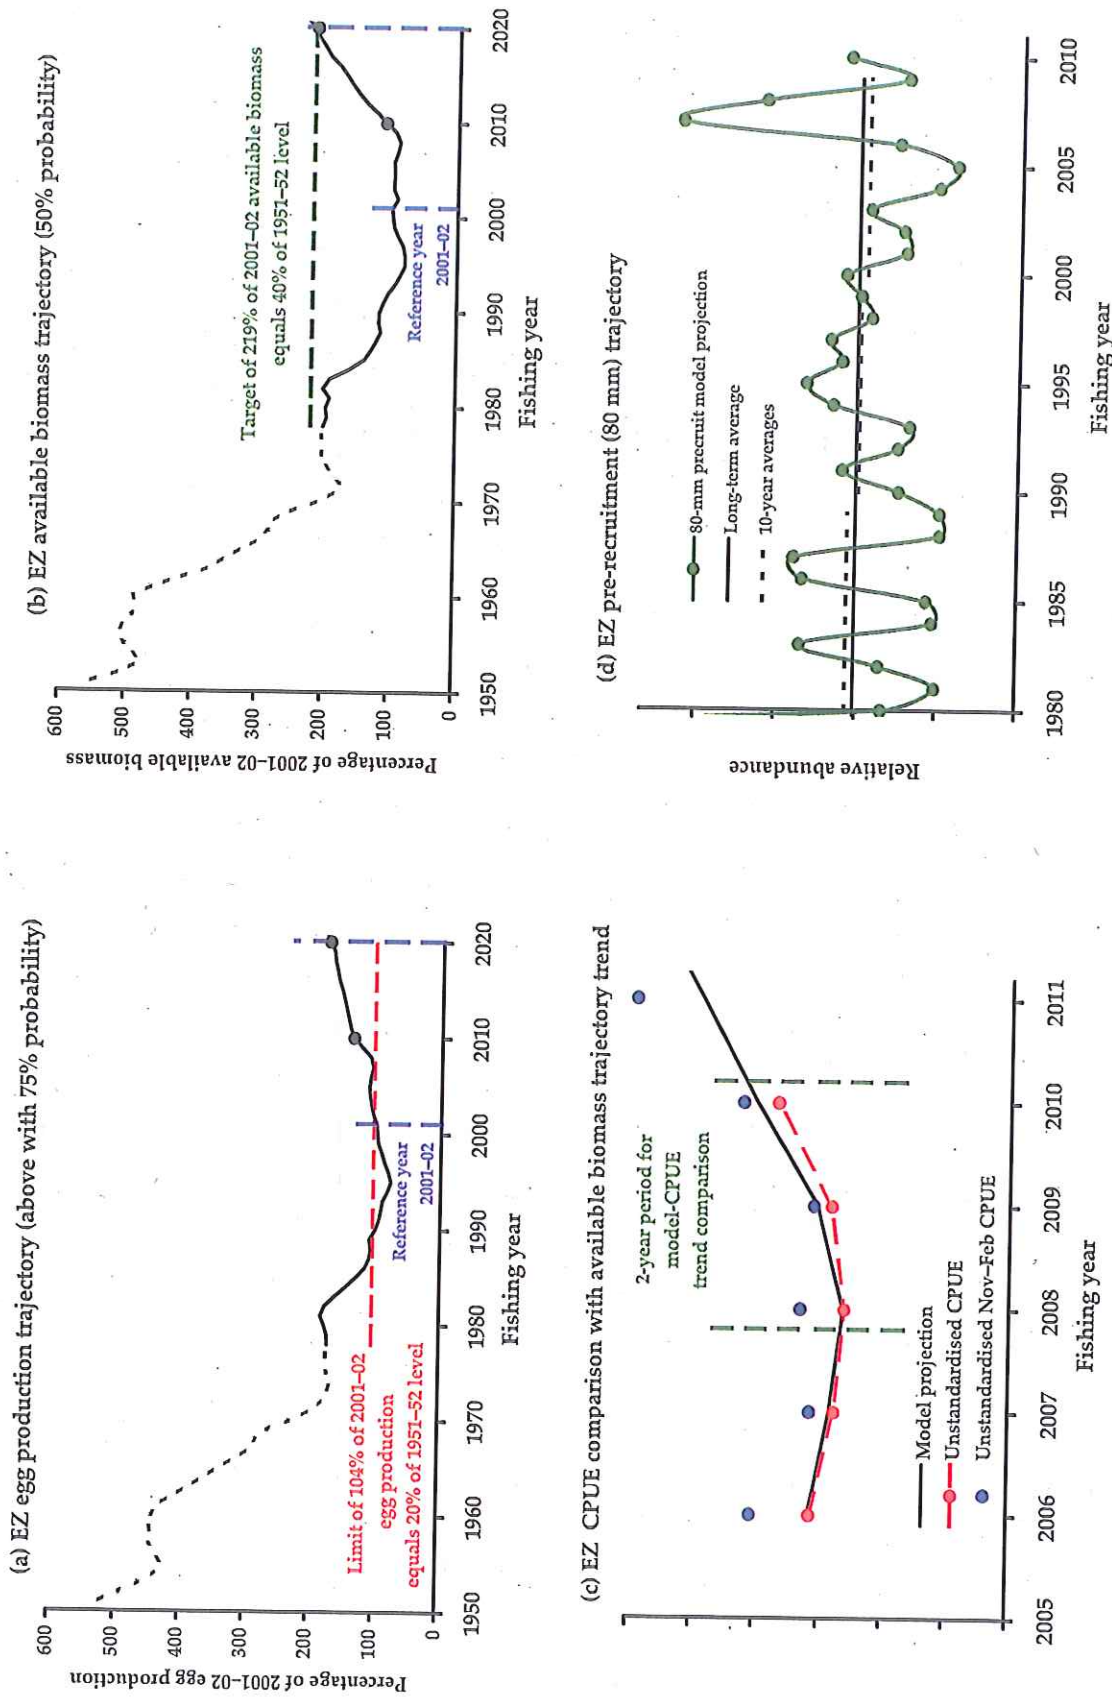 (a) EZ egg production trajectory (above with 75% probability)
Percentage of 2001–02 egg production
600
500
400
300
200
100
0
Limit of 104% of 2001–02
egg production
equals 20% of 1951–52 level
Reference year
2001–02
1950
1960
1970
1980
1990
2000
2010
2020
Fishing year
(b) EZ available biomass trajectory (50% probability)
Percentage of 2001–02 available biomass
600
500
400
300
200
100
0
Target of 219% of 2001–02 available biomass
equals 40% of 1951–52 level
Reference year
2001–02
1950
1960
1970
1980
1990
2000
2010
2020
Fishing year
(c) EZ CPUE comparison with available biomass trajectory trend
2-year period for
model-CPUE
trend comparison
Model projection
Unstandardised CPUE
Unstandardised Nov–Feb CPUE
2005
2006
2007
2008
2009
2010
2011
Fishing year
(d) EZ pre-recruitment (80 mm) trajectory
Relative abundance
80-mm precruit model projection
Long-term average
10-year averages
1980
1985
1990
1995
2000
2005
2010
Fishing year